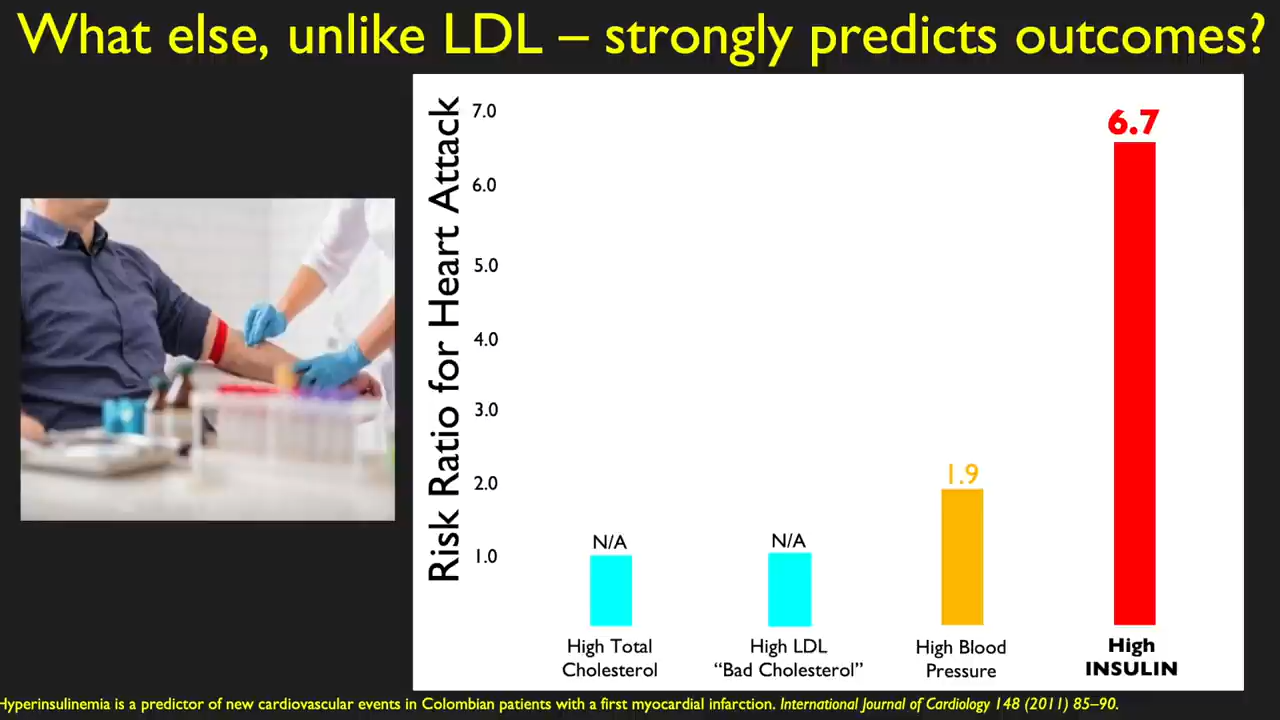 What else, unlike LDL – strongly predicts outcomes?
Risk Ratio for Heart Attack
7.0
6.0
5.0
4.0
3.0
2.0
1.0
N/A
N/A
1.9
6.7
High Total
Cholesterol
High LDL
“Bad Cholesterol”
High Blood
Pressure
High
INSULIN
Hyperinsulinemia is a predictor of new cardiovascular events in Colombian patients with a first myocardial infarction. International Journal of Cardiology 148 (2011) 85–90.